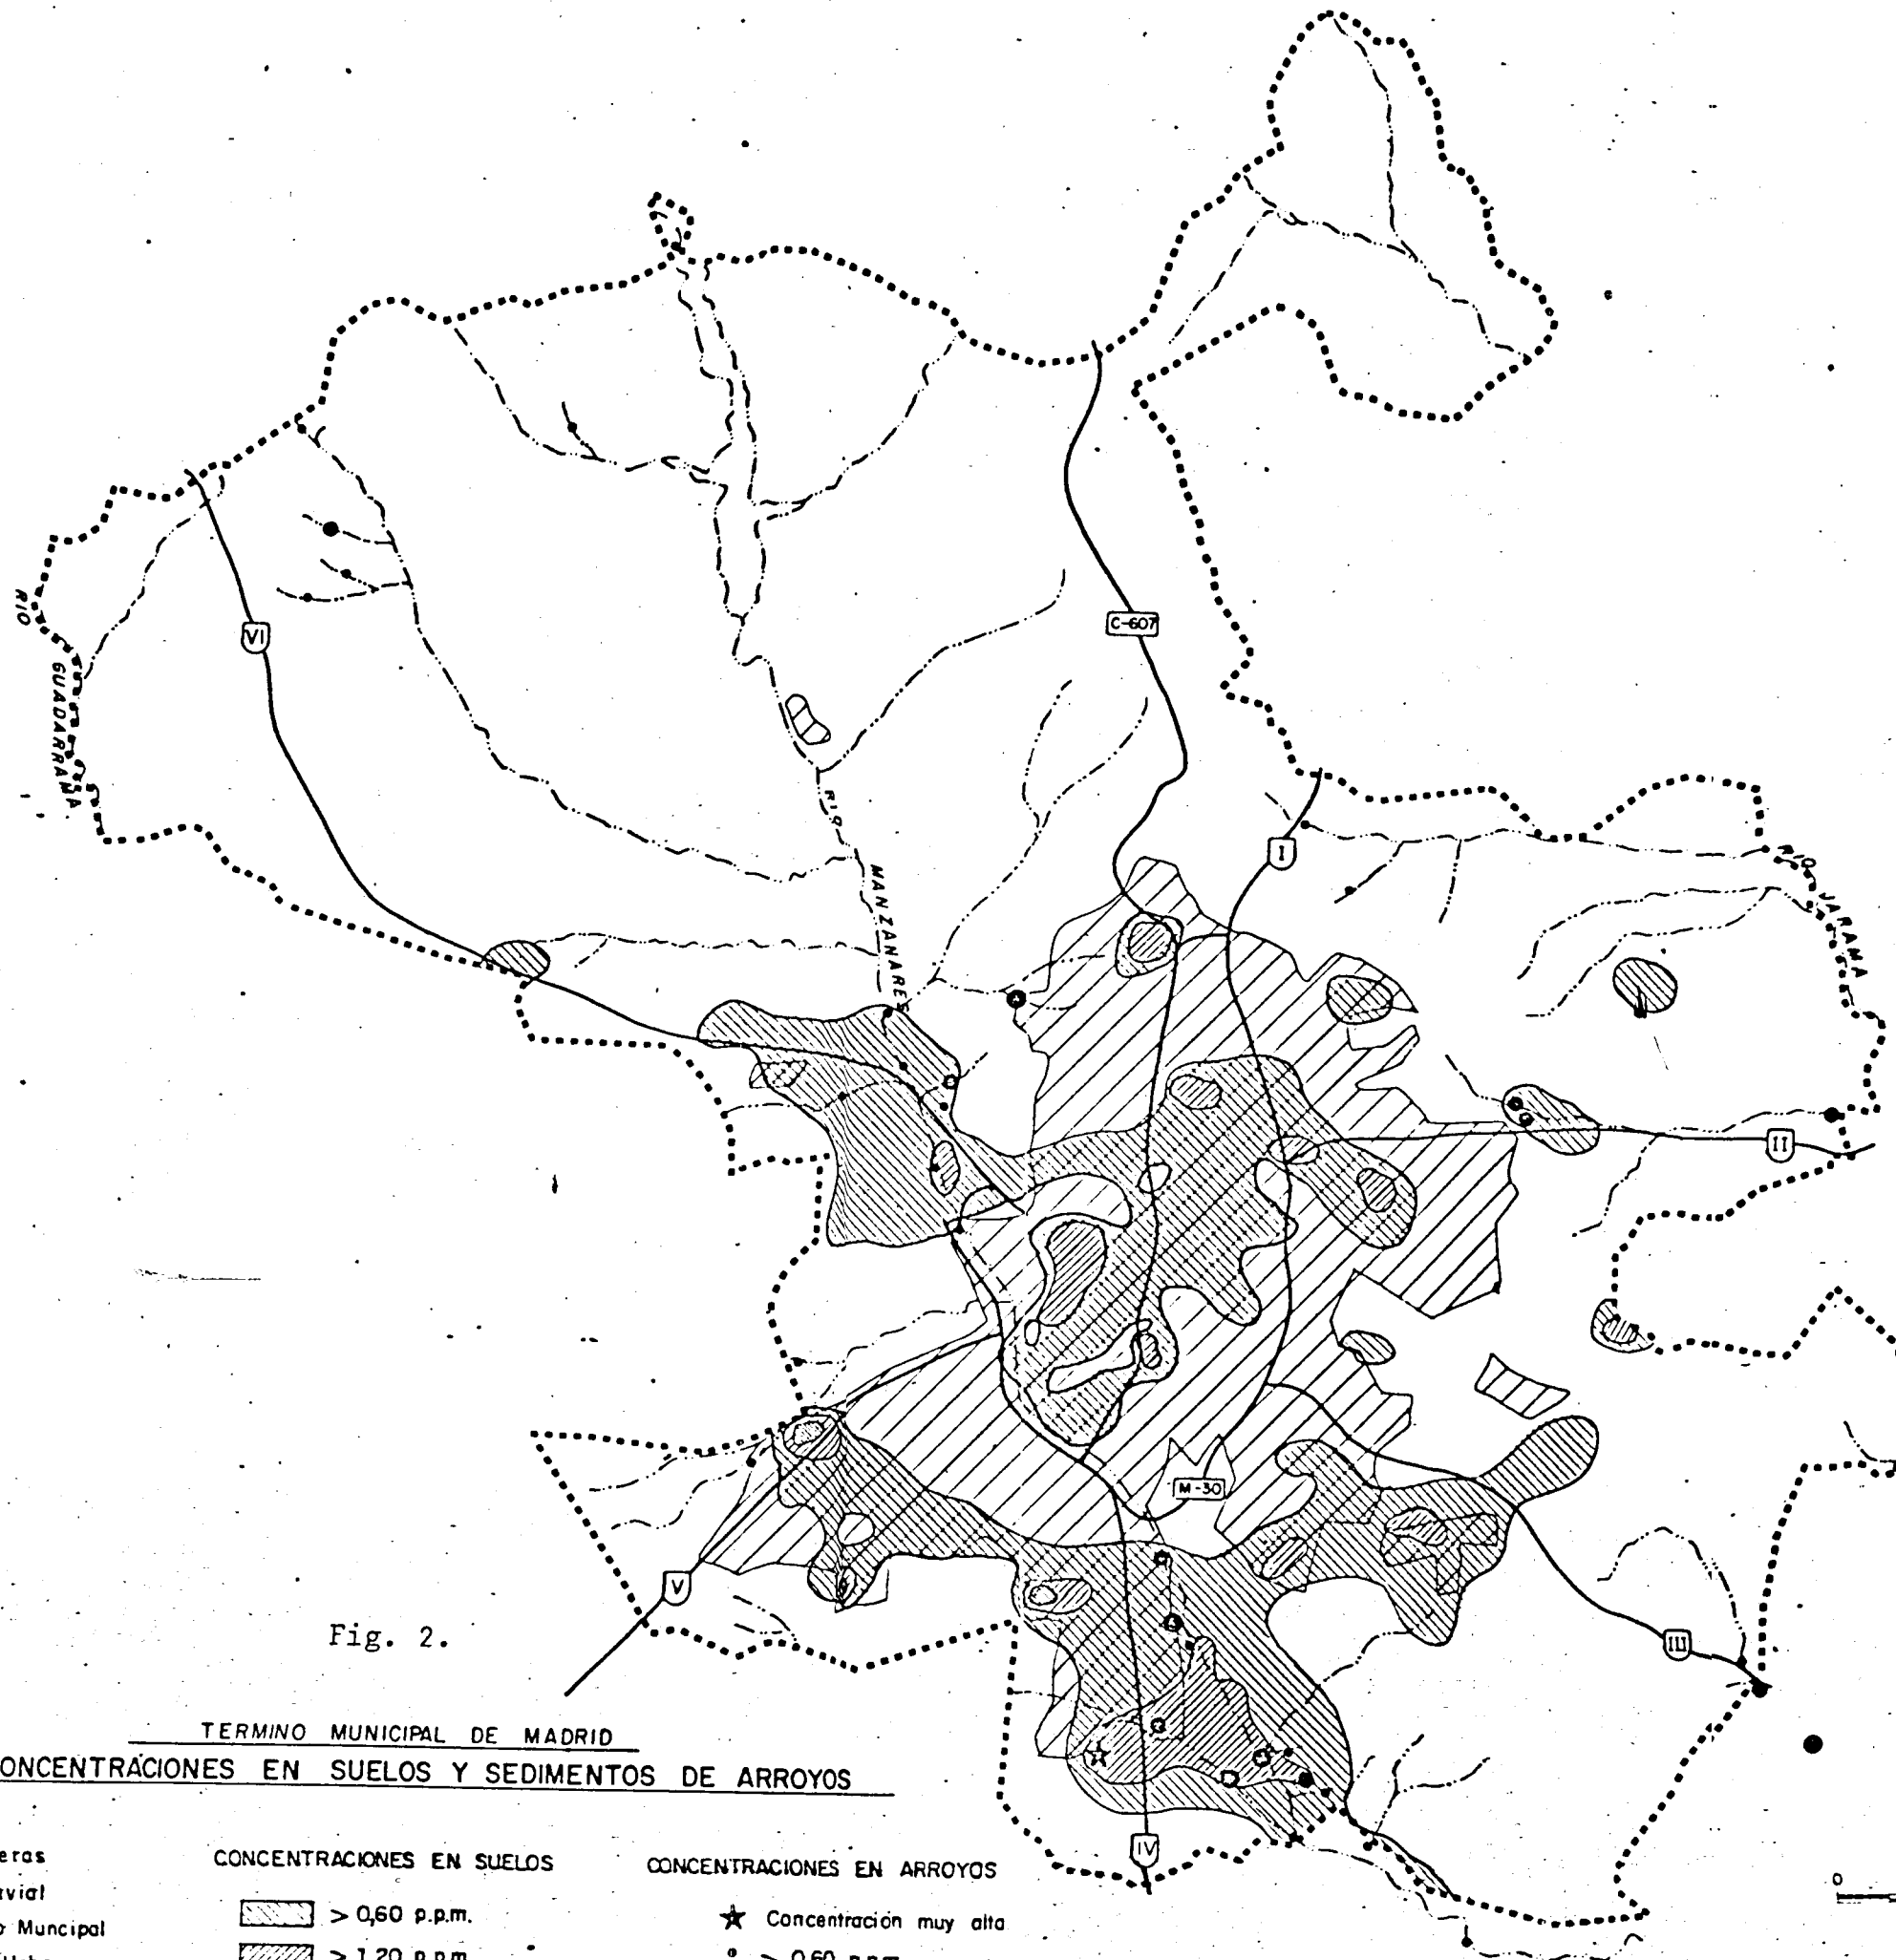 C-607
VI
RIO
GUADARRAMA
RIO
MANZANARES
I
RIO
JARAMA
II
M-30
V
III
IV
Fig. 2.
TERMINO MUNICIPAL DE MADRID
ONCENTRACIONES EN SUELOS Y SEDIMENTOS DE ARROYOS
eras
vial
o Muncipal
CONCENTRACIONES EN SUELOS
> 0,60 p.p.m.
> 1,20 p.p.m.
CONCENTRACIONES EN ARROYOS
Concentración muy alta
> 0,60 p.p.m.
0